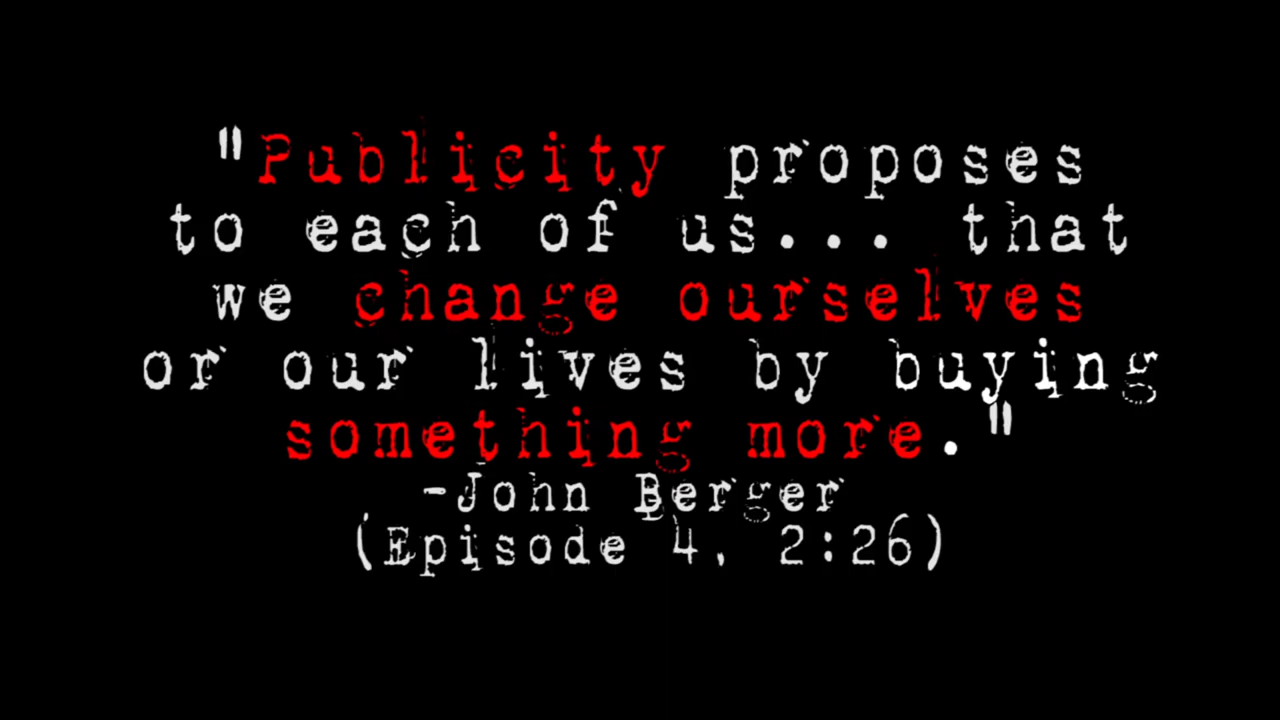 "Publicity proposes
to each of us... that
we change ourselves
or our lives by buying
something more."
-John Berger
(Episode 4, 2:26)